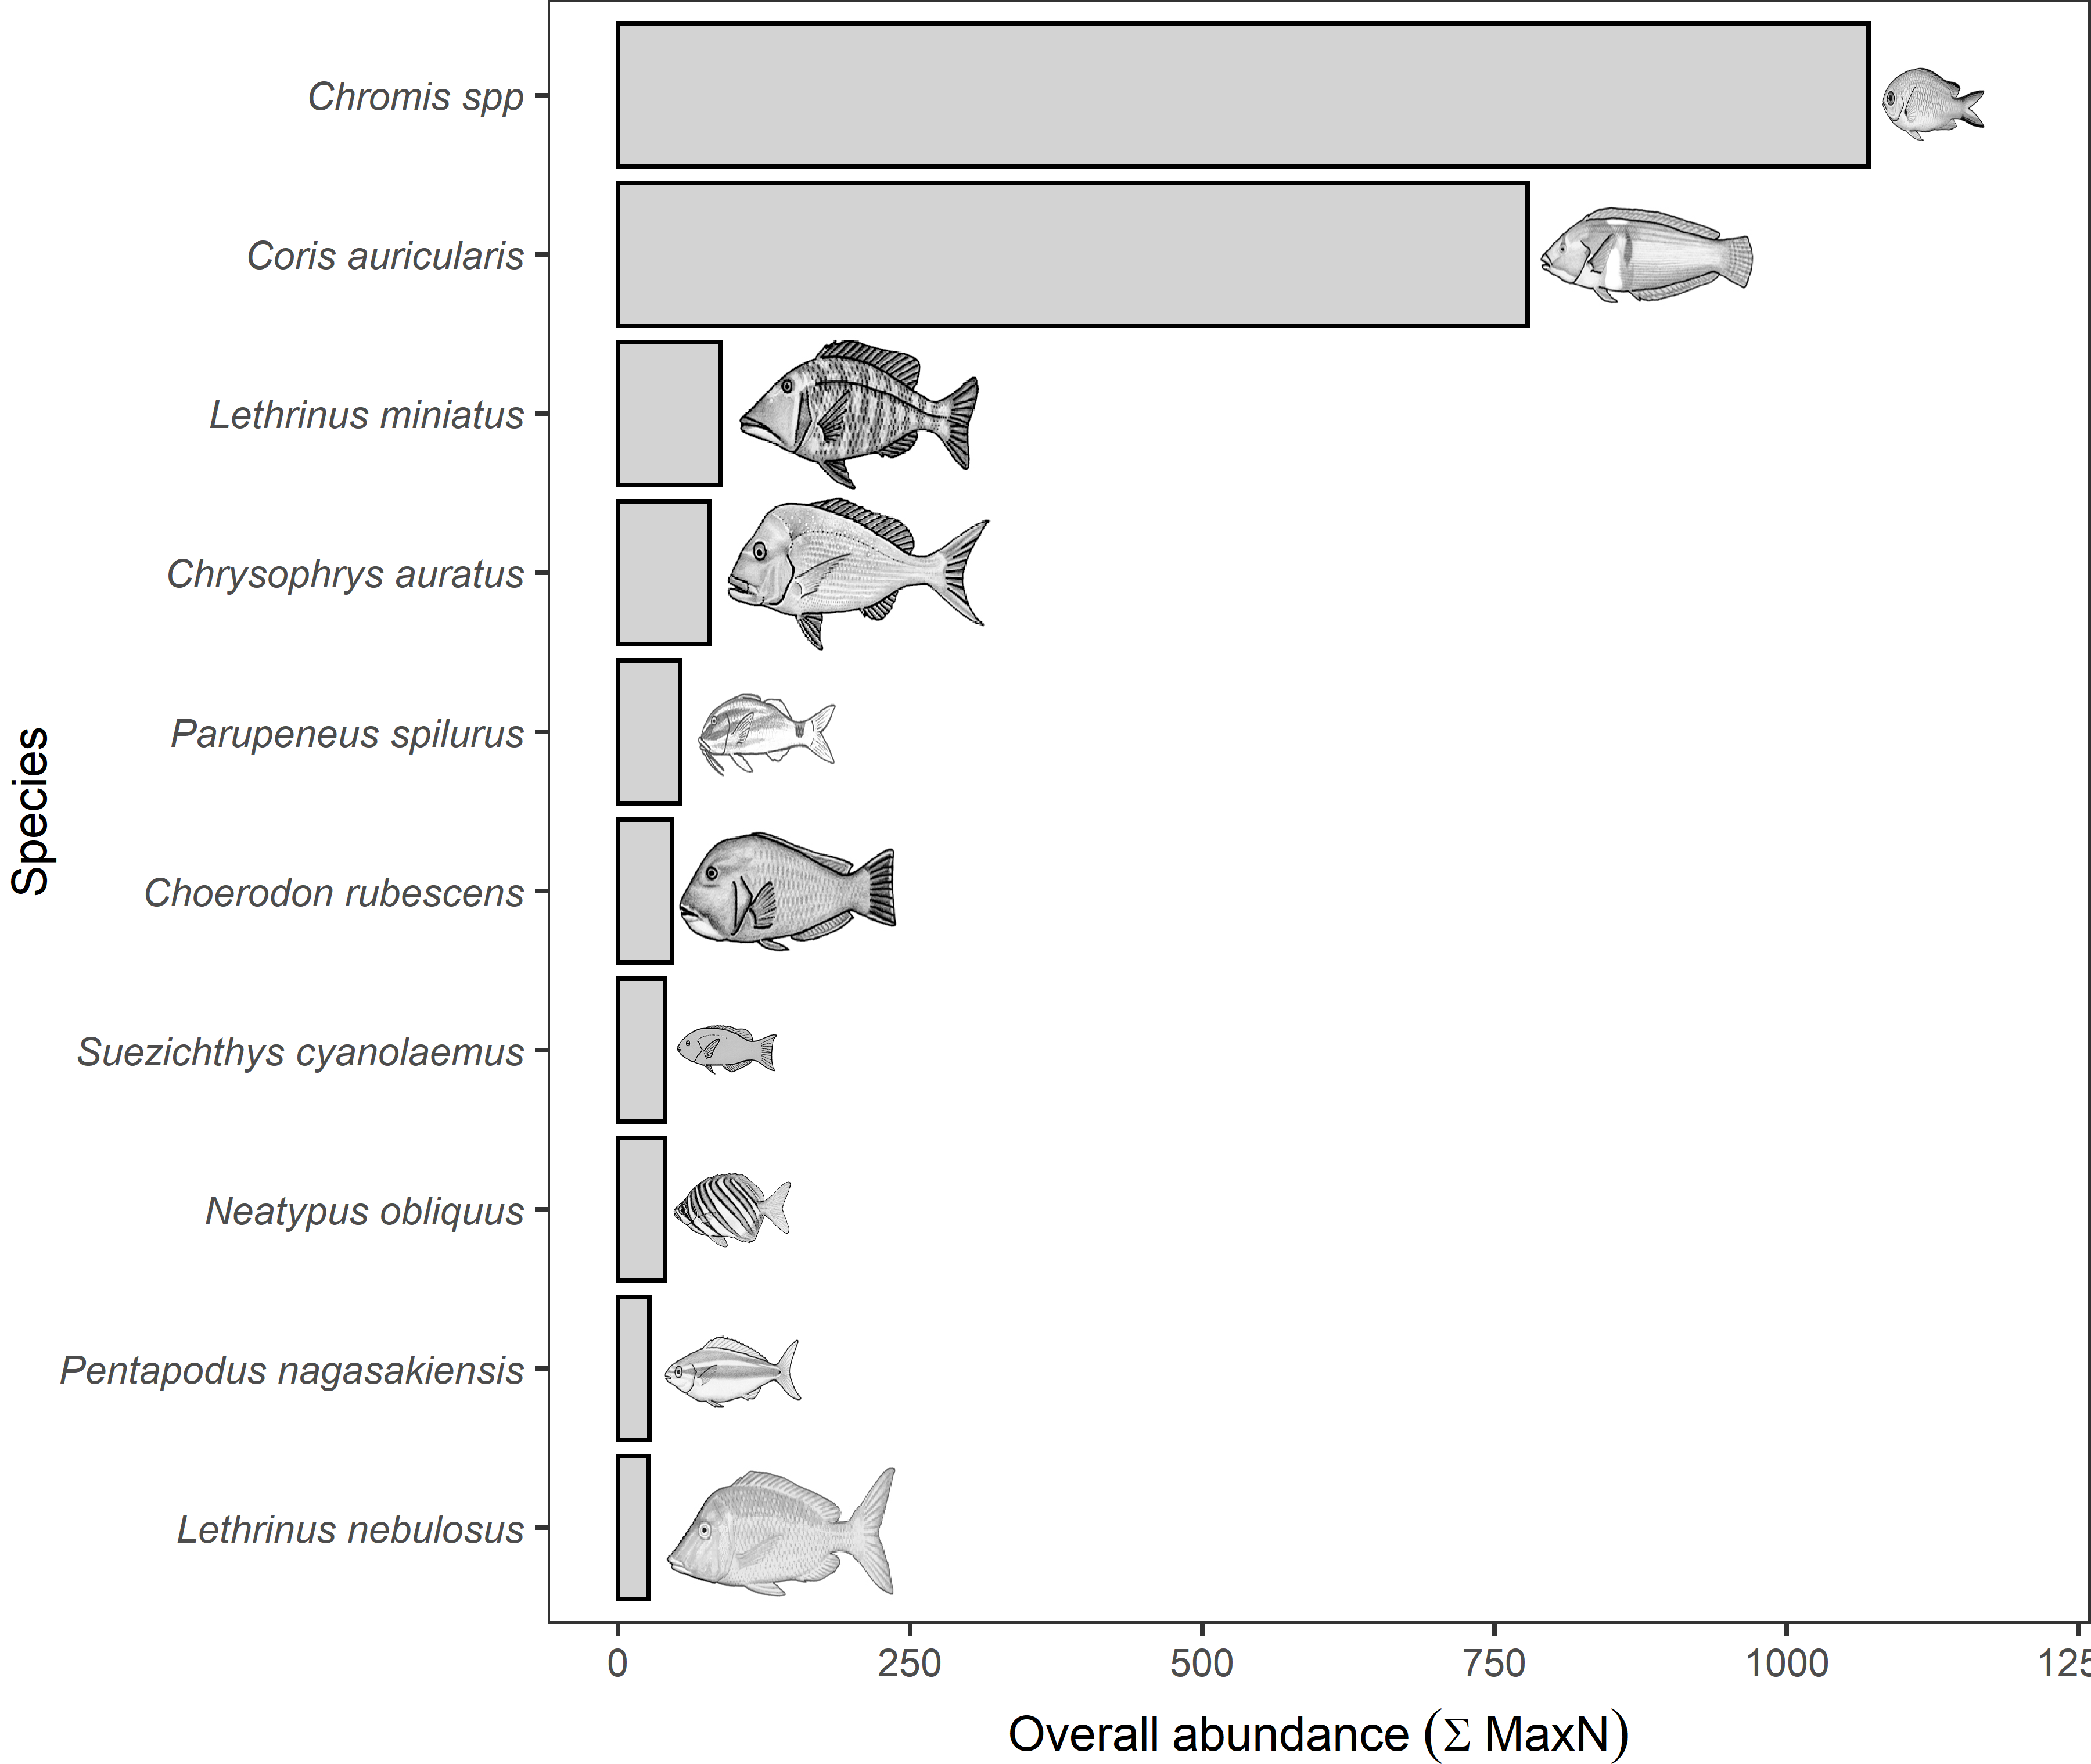 Chromis spp
Coris auricularis
Lethrinus miniatus
Chrysophrys auratus
Parupeneus spilurus
Choerodon rubescens
Suezichthys cyanolaemus
Neatypus obliquus
Pentapodus nagasakiensis
Lethrinus nebulosus
Species
0 250 500 750 1000 125
Overall abundance (Σ MaxN)